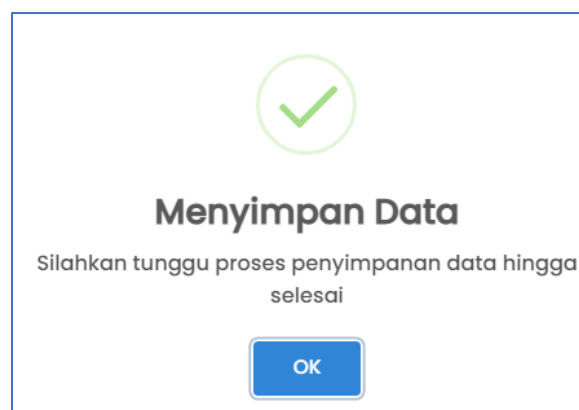 Menyimpan Data
Silahkan tunggu proses penyimpanan data hingga
selesai
OK